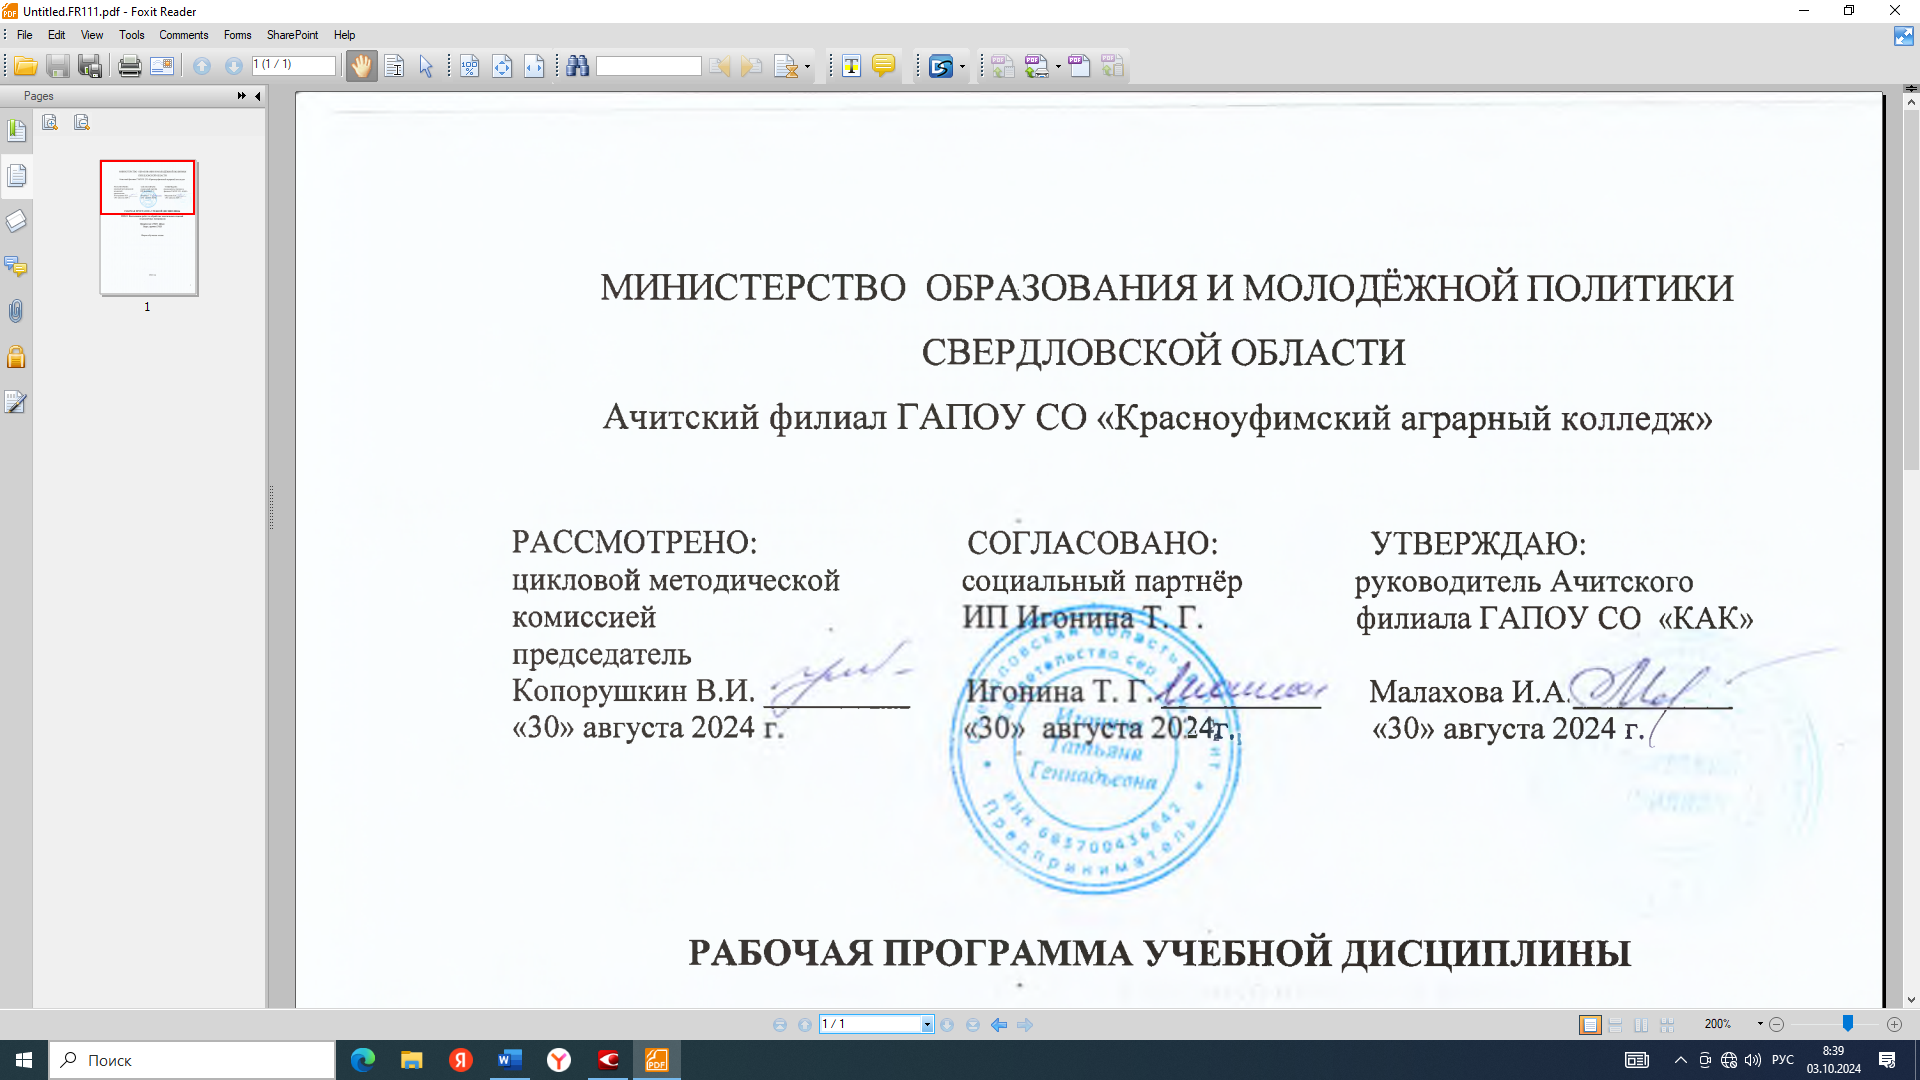 Untitled.FR111.pdf - Foxit Reader
File Edit View Tools Comments Forms SharePoint Help
1 (1 / 1)
Pages
1
МИНИСТЕРСТВО ОБРАЗОВАНИЯ И МОЛОДЁЖНОЙ ПОЛИТИКИ
СВЕРДЛОВСКОЙ ОБЛАСТИ
Ачитский филиал ГАПОУ СО «Красноуфимский аграрный колледж»
РАССМОТРЕНО:
цикловой методической
комиссией
председатель
Копорушкин В.И.
«30» августа 2024 г.
СОГЛАСОВАНО:
социальный партнёр
ИП Игонина Т. Г.
Игонина Т. Г.
«30» августа 2024г.
УТВЕРЖДАЮ:
руководитель Ачитского
филиала ГАПОУ СО «КАК»
Малахова И.А.
«30» августа 2024 г.
Игонина
Татьяна
Геннадьевна
Предприниматель
РАБОЧАЯ ПРОГРАММА УЧЕБНОЙ ДИСЦИПЛИНЫ
1 / 1
200%
Поиск
РУС
8:39
03.10.2024